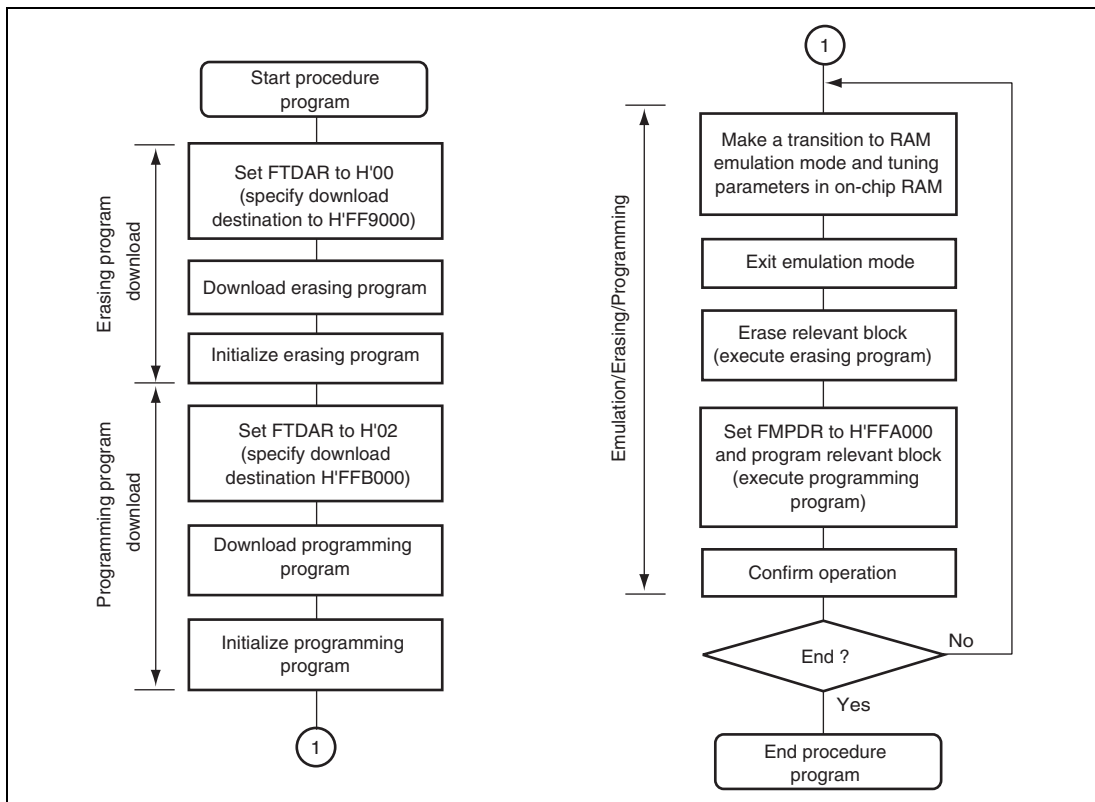 Start procedure
program
Erasing program
download
Set FTDAR to H'00
(specify download
destination to H'FF9000)
Download erasing program
Initialize erasing program
Programming program
download
Set FTDAR to H'02
(specify download
destination H'FFB000)
Download programming
program
Initialize programming
program
1
1
Emulation/Erasing/Programming
Make a transition to RAM
emulation mode and tuning
parameters in on-chip RAM
Exit emulation mode
Erase relevant block
(execute erasing program)
Set FMPDR to H'FFA000
and program relevant block
(execute programming
program)
Confirm operation
End ?
No
Yes
End procedure
program